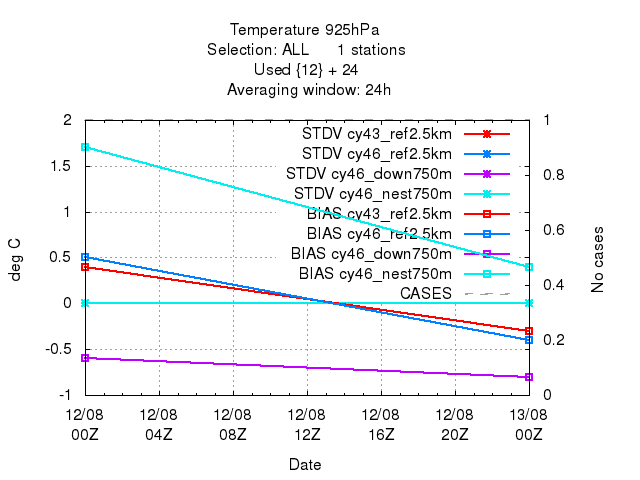 Temperature 925hPa
Selection: ALL 1 stations
Used {12} + 24
Averaging window: 24h
2
1.5
1
0.5
0
-0.5
-1
deg C
1
0.8
0.6
0.4
0.2
0
No cases
STDV cy43_ref2.5km
STDV cy46_ref2.5km
STDV cy46_down750m
STDV cy46_nest750m
BIAS cy43_ref2.5km
BIAS cy46_ref2.5km
BIAS cy46_down750m
BIAS cy46_nest750m
CASES
12/08 12/08 12/08 12/08 12/08 12/08 13/08
00Z 04Z 08Z 12Z 16Z 20Z 00Z
Date